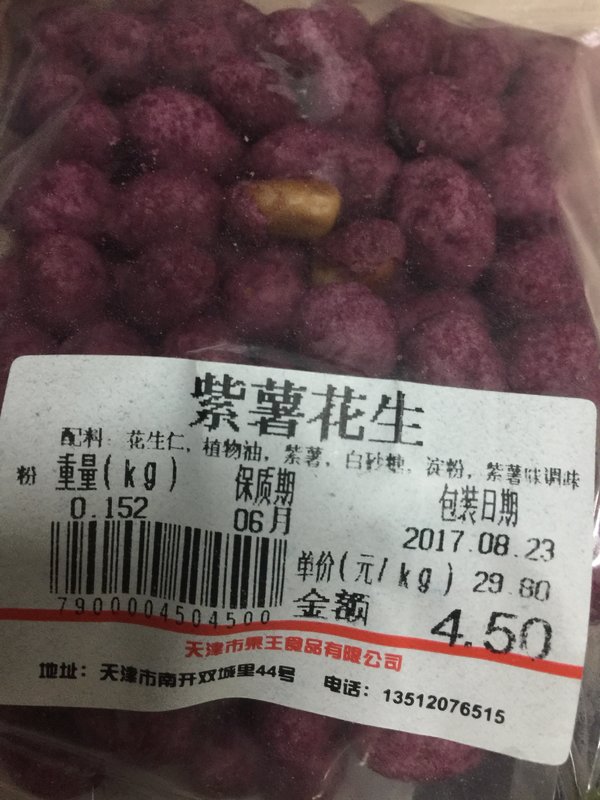 紫薯花生
配料: 花生仁, 植物油, 紫薯, 白砂糖, 淀粉, 紫薯味调味
粉 重量(kg) 保质期 包装日期
0.152 06月 2017.08.23
单价(元/kg) 29.60
金额 4.50
7900004504500
天津市果王食品有限公司
地址: 天津市南开双城里44号 电话: 13512076515